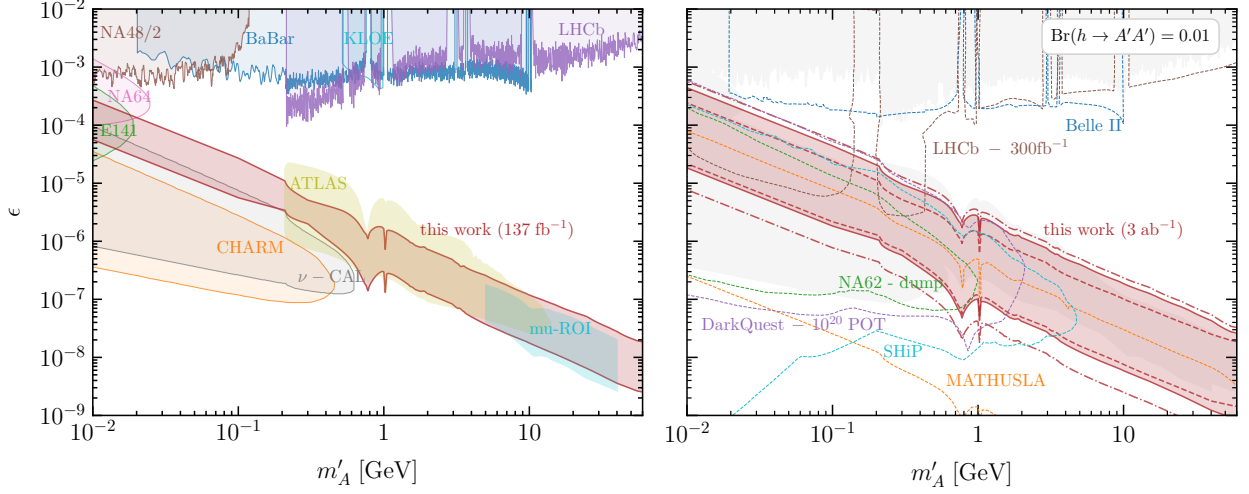 10⁻²
10⁻³
10⁻⁴
10⁻⁵
10⁻⁶
10⁻⁷
10⁻⁸
10⁻⁹
ϵ
NA48/2
BaBar
KLOE
LHCb
NA64
E141
ATLAS
this work (137 fb⁻¹)
CHARM
ν − CAL
mu-ROI
10⁻²
10⁻¹
1
10
m′_A [GeV]
Br(h → A′A′) = 0.01
Belle II
LHCb − 300fb⁻¹
this work (3 ab⁻¹)
NA62 - dump
DarkQuest − 10²⁰ POT
SHiP
MATHUSLA
10⁻²
10⁻¹
1
10
m′_A [GeV]